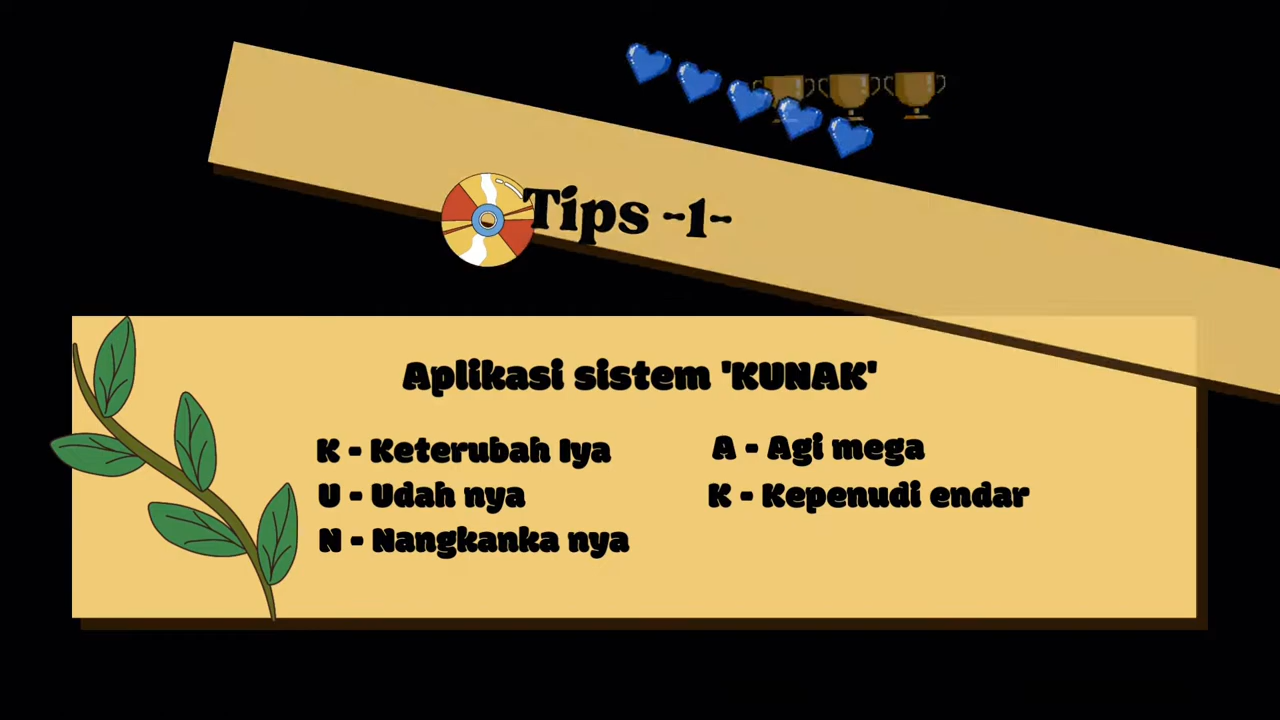 Tips -1-
Aplikasi sistem 'KUNAK'
K - Keterubah Iya
U - Udah nya
N - Nangkanka nya
A - Agi mega
K - Kepenudi endar